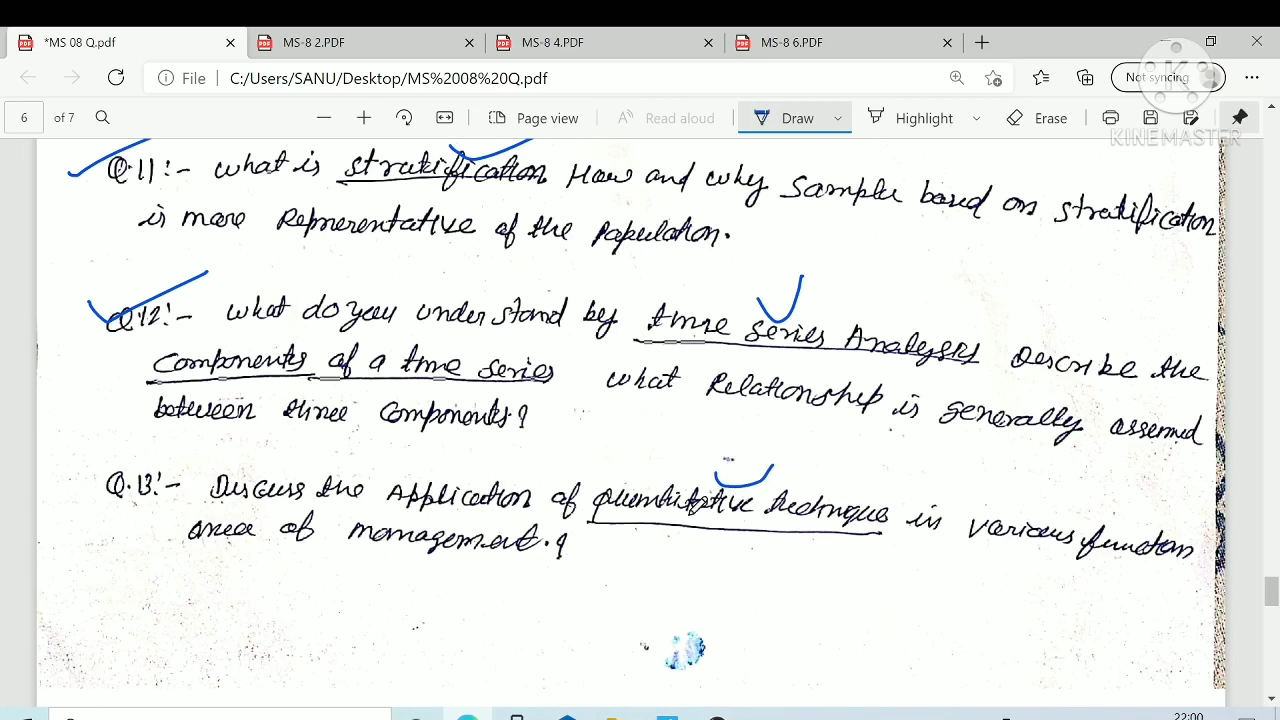 *MS 08 Q.pdf
MS-8 2.PDF
MS-8 4.PDF
MS-8 6.PDF
File
C:/Users/SANU/Desktop/MS%2008%20Q.pdf
Not syncing
6
of 7
Page view
Read aloud
Draw
Highlight
Erase
K
KINEMASTER
Q.11:- what is stratification. How and why Sample based on stratification
is more Representative of the Population.
Q.12:- what do you understand by time series Analysis Describe the
Components of a time series what Relationship is generally assumed
between three components.?
Q.13:- Discuss the Application of quantitative technique in various function
area of management.?
22:00